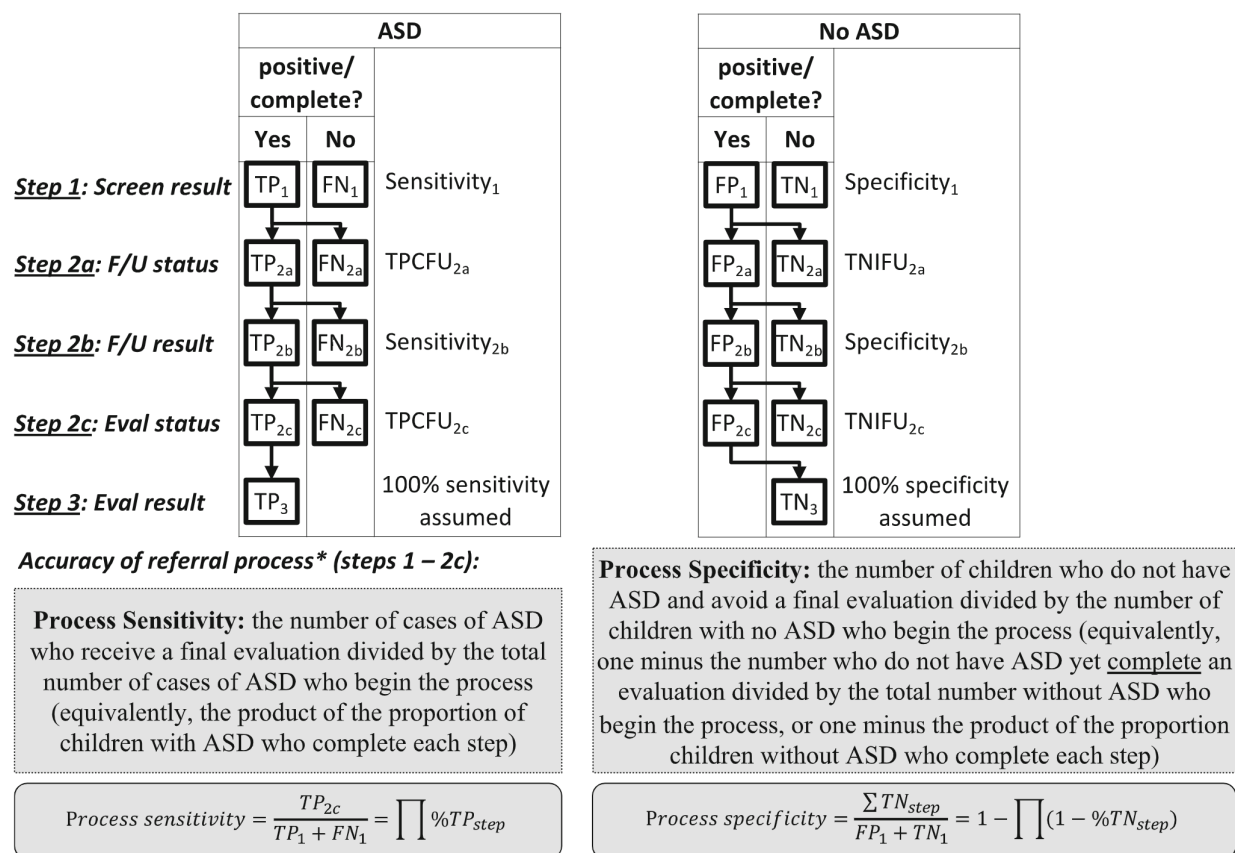 ASD
No ASD
positive/
complete?
positive/
complete?
Yes No
Yes No
Step 1: Screen result
TP1 FN1 Sensitivity1
FP1 TN1 Specificity1
Step 2a: F/U status
TP2a FN2a TPCFU2a
FP2a TN2a TNIFU2a
Step 2b: F/U result
TP2b FN2b Sensitivity2b
FP2b TN2b Specificity2b
Step 2c: Eval status
TP2c FN2c TPCFU2c
FP2c TN2c TNIFU2c
Step 3: Eval result
TP3 100% sensitivity
assumed
TN3 100% specificity
assumed
Accuracy of referral process* (steps 1 – 2c):
Process Sensitivity: the number of cases of ASD
who receive a final evaluation divided by the total
number of cases of ASD who begin the process
(equivalently, the product of the proportion of
children with ASD who complete each step)
Process sensitivity = TP2c / (TP1 + FN1) = ∏ %TPstep
Process Specificity: the number of children who do not have
ASD and avoid a final evaluation divided by the number of
children with no ASD who begin the process (equivalently,
one minus the number who do not have ASD yet complete an
evaluation divided by the total number without ASD who
begin the process, or one minus the product of the proportion
children without ASD who complete each step)
Process specificity = ∑ TNstep / (FP1 + TN1) = 1 − ∏(1 − %TNstep)